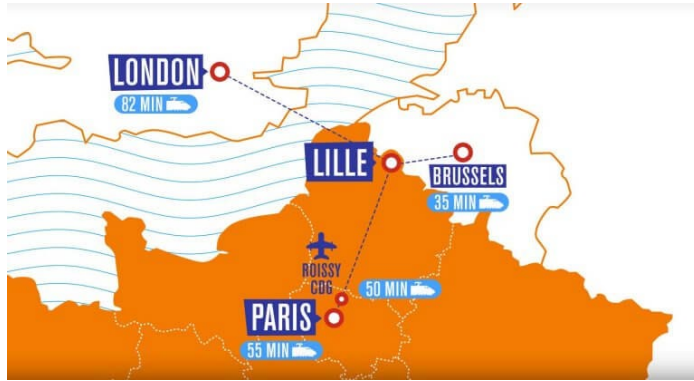 LONDON
82 MIN
LILLE
BRUSSELS
35 MIN
ROISSY
CDG
50 MIN
PARIS
55 MIN